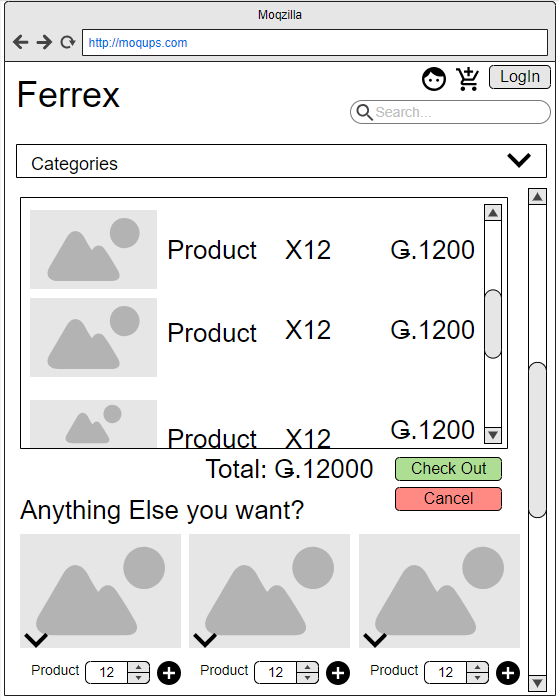 Moqzilla
http://moqups.com
LogIn
Ferrex
Search...
Categories
Product X12 ₲.1200
Product X12 ₲.1200
Product X12 ₲.1200
Total: ₲.12000 Check Out
Cancel
Anything Else you want?
Product 12 Product 12 Product 12